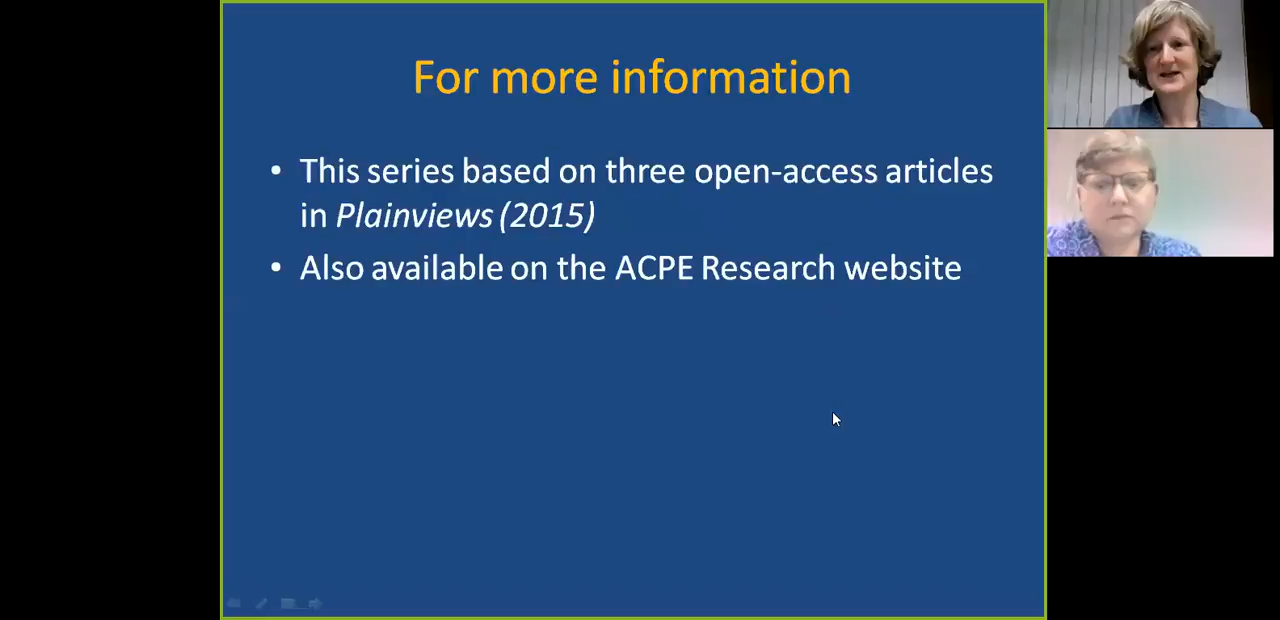 For more information
• This series based on three open-access articles
in Plainviews (2015)
• Also available on the ACPE Research website